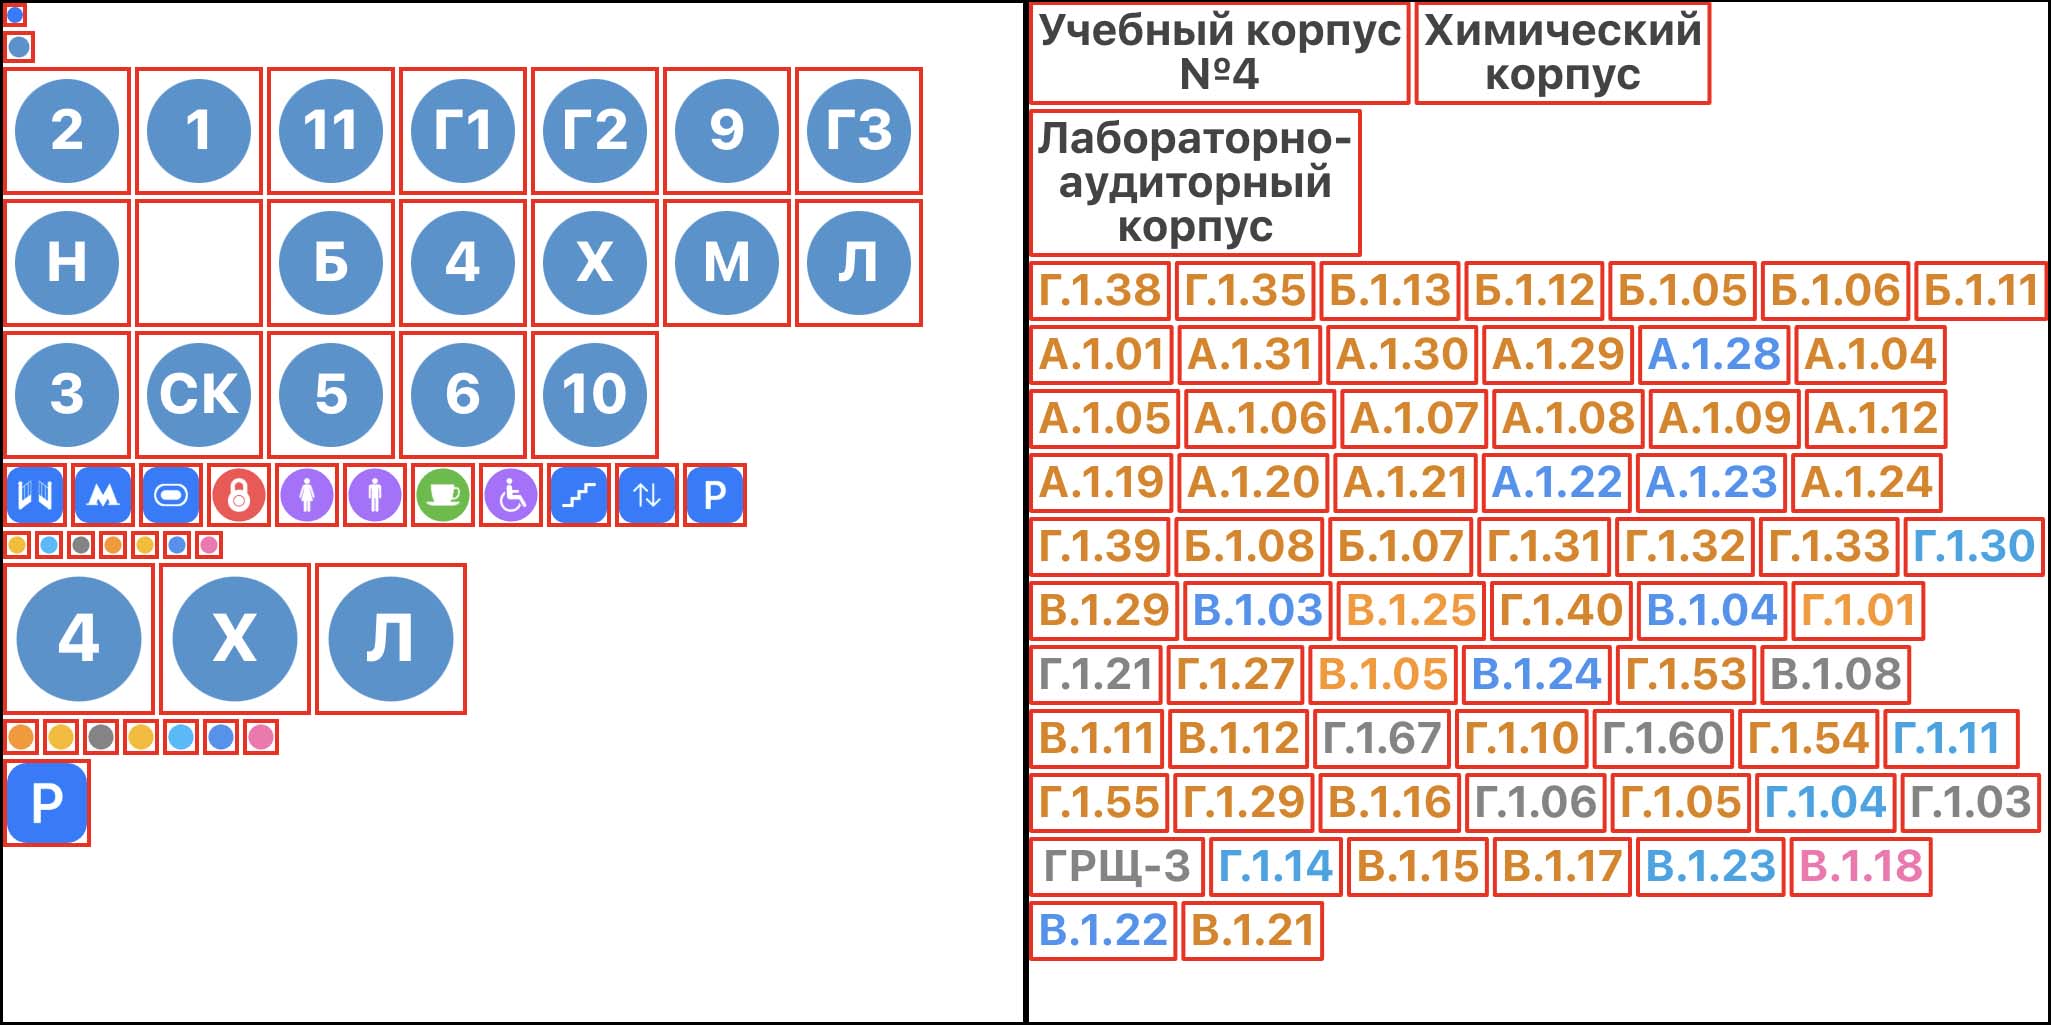 2 1 11 Г1 Г2 9 Г3
Н Б 4 Х М Л
3 СК 5 6 10
М P
4 Х Л
P
Учебный корпус
№4
Химический
корпус
Лабораторно-
аудиторный
корпус
Г.1.38 Г.1.35 Б.1.13 Б.1.12 Б.1.05 Б.1.06 Б.1.11
А.1.01 А.1.31 А.1.30 А.1.29 А.1.28 А.1.04
А.1.05 А.1.06 А.1.07 А.1.08 А.1.09 А.1.12
А.1.19 А.1.20 А.1.21 А.1.22 А.1.23 А.1.24
Г.1.39 Б.1.08 Б.1.07 Г.1.31 Г.1.32 Г.1.33 Г.1.30
В.1.29 В.1.03 В.1.25 Г.1.40 В.1.04 Г.1.01
Г.1.21 Г.1.27 В.1.05 В.1.24 Г.1.53 В.1.08
В.1.11 В.1.12 Г.1.67 Г.1.10 Г.1.60 Г.1.54 Г.1.11
Г.1.55 Г.1.29 В.1.16 Г.1.06 Г.1.05 Г.1.04 Г.1.03
ГРЩ-3 Г.1.14 В.1.15 В.1.17 В.1.23 В.1.18
В.1.22 В.1.21